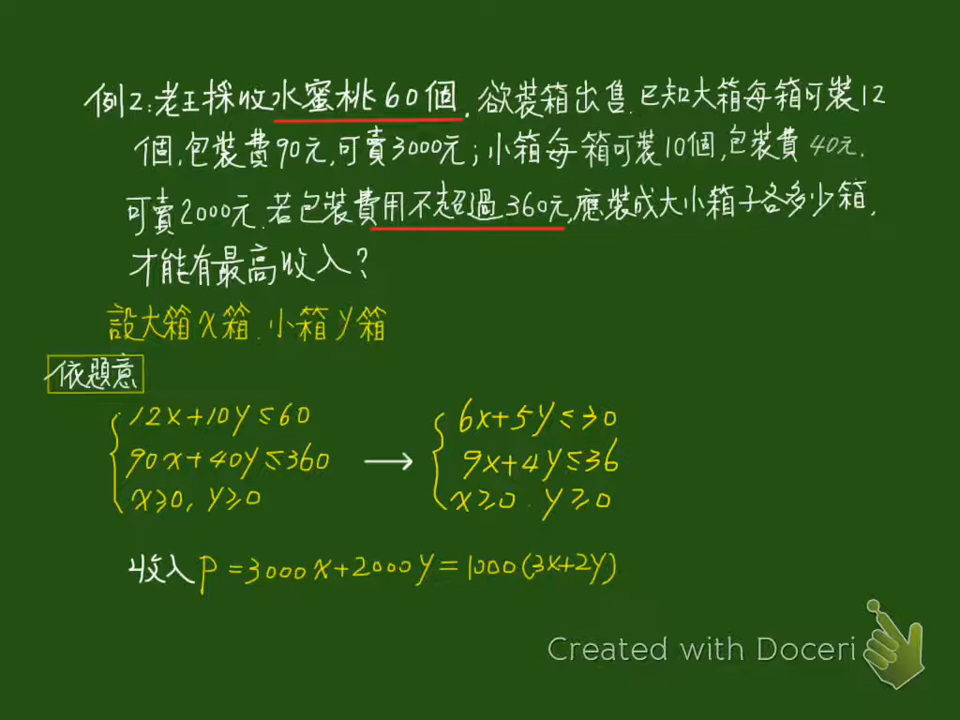 例2:老王採收水蜜桃60個,欲裝箱出售.已知大箱每箱可裝12
個,包裝費90元,可賣3000元;小箱每箱可裝10個,包裝費40元.
可賣2000元.若包裝費用不超過360元,應裝成大小箱子各多少箱,
才能有最高收入?
設大箱x箱.小箱y箱
依題意
12x+10y≤60
90x+40y≤360
x≥0, y≥0
→
6x+5y≤30
9x+4y≤36
x≥0. y≥0
收入 P=3000x+2000y=1000(3x+2y)
Created with Doceri